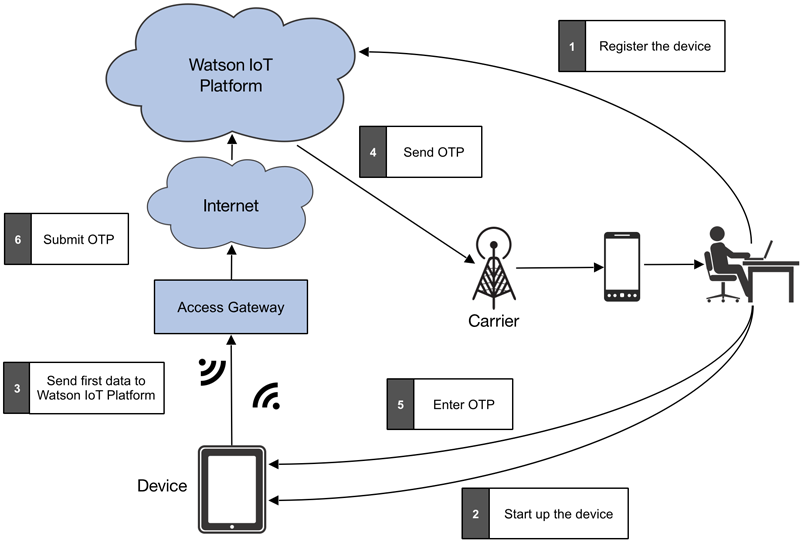 1 Register the device
Watson IoT
Platform
4 Send OTP
Internet
6 Submit OTP
Access Gateway
Carrier
3 Send first data to
Watson IoT Platform
5 Enter OTP
Device
2 Start up the device